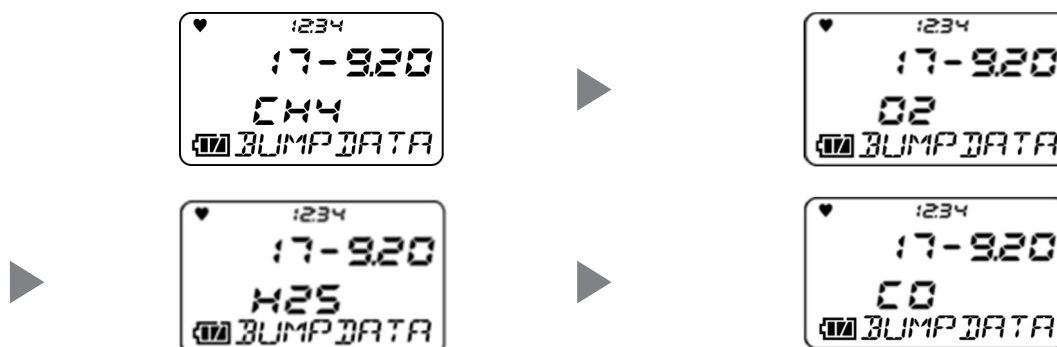 12:34
17-9.20
CH4
BUMPDATA
12:34
17-9.20
O2
BUMPDATA
12:34
17-9.20
H2S
BUMPDATA
12:34
17-9.20
CO
BUMPDATA